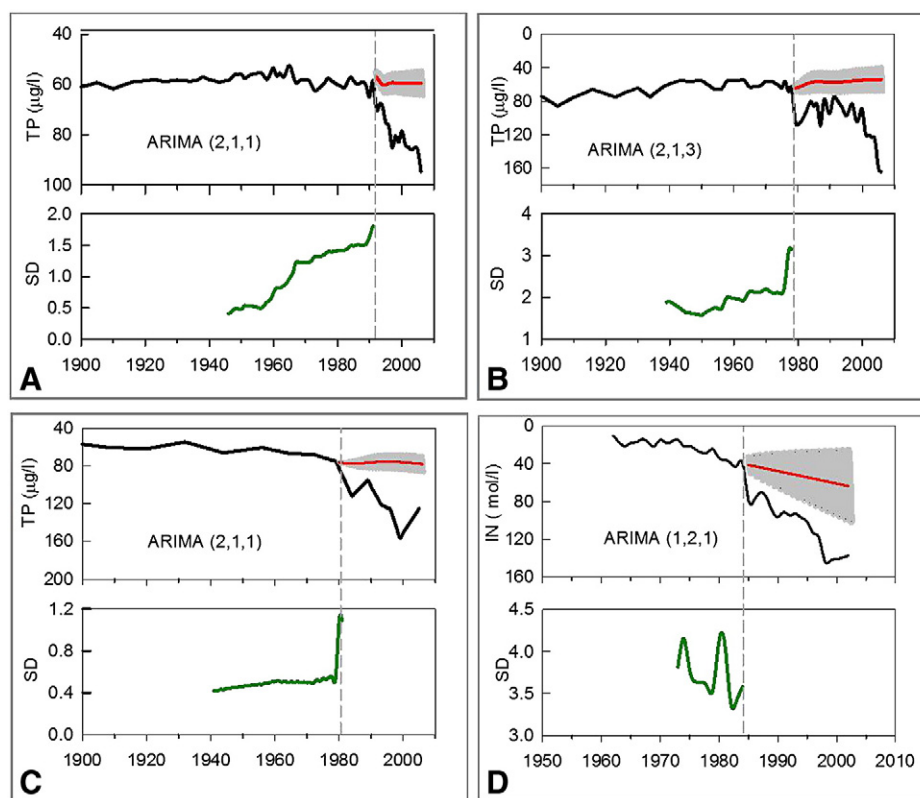 40
60
80
100
TP (µg/l)
ARIMA (2,1,1)
2.0
1.5
1.0
0.5
0.0
SD
1900 1920 1940 1960 1980 2000
A
0
40
80
120
160
TP (µg/l)
ARIMA (2,1,3)
4
3
2
1
SD
1900 1920 1940 1960 1980 2000
B
40
80
120
160
200
TP (µg/l)
ARIMA (2,1,1)
1.2
0.8
0.4
0.0
SD
1900 1920 1940 1960 1980 2000
C
0
40
80
120
160
IN ( mol/l)
ARIMA (1,2,1)
4.5
4.0
3.5
3.0
SD
1950 1960 1970 1980 1990 2000 2010
D